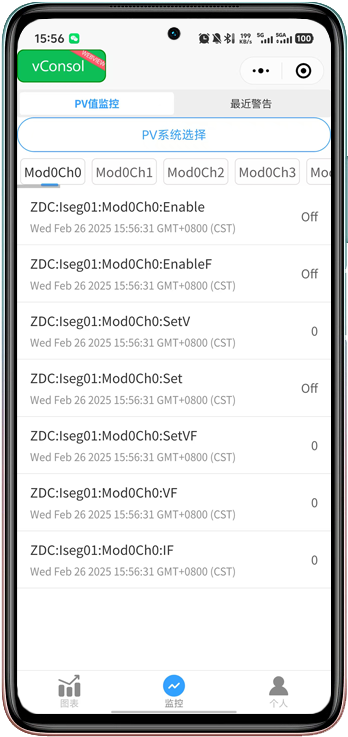 15:56
199 KB/s 5G 5GA 100
vConsol
PV值监控 最近警告
PV系统选择
Mod0Ch0 Mod0Ch1 Mod0Ch2 Mod0Ch3 Mo
ZDC:Iseg01:Mod0Ch0:Enable
Off
Wed Feb 26 2025 15:56:31 GMT+0800 (CST)
ZDC:Iseg01:Mod0Ch0:EnableF
Off
Wed Feb 26 2025 15:56:31 GMT+0800 (CST)
ZDC:Iseg01:Mod0Ch0:SetV
0
Wed Feb 26 2025 15:56:31 GMT+0800 (CST)
ZDC:Iseg01:Mod0Ch0:Set
Off
Wed Feb 26 2025 15:56:31 GMT+0800 (CST)
ZDC:Iseg01:Mod0Ch0:SetVF
0
Wed Feb 26 2025 15:56:31 GMT+0800 (CST)
ZDC:Iseg01:Mod0Ch0:VF
0
Wed Feb 26 2025 15:56:31 GMT+0800 (CST)
ZDC:Iseg01:Mod0Ch0:IF
0
Wed Feb 26 2025 15:56:31 GMT+0800 (CST)
图表 监控 个人